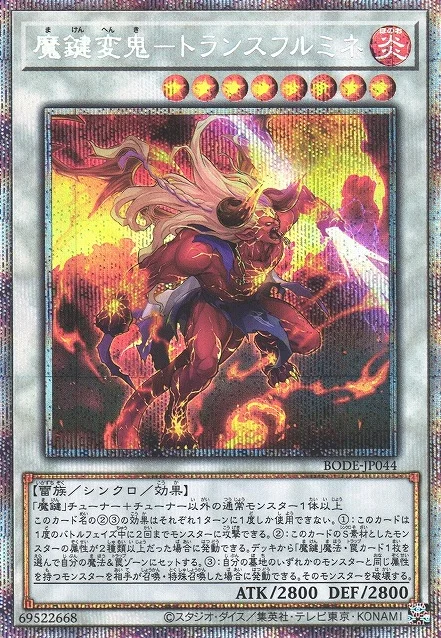 魔鍵変鬼－トランスフルミネ 炎
BODE-JP044
【雷族／シンクロ／効果】
「魔鍵」チューナー＋チューナー以外の通常モンスター1体以上
このカード名の②③の効果はそれぞれ1ターンに1度しか使用できない。①：このカードは
1度のバトルフェイズ中に2回までモンスターに攻撃できる。②：このカードのS素材としたモン
スターの属性が2種類以上だった場合に発動できる。デッキから「魔鍵」魔法・罠カード1枚を
選んで自分の魔法＆罠ゾーンにセットする。③：自分の墓地のいずれかのモンスターと同じ属性
を持つモンスターを相手が召喚・特殊召喚した場合に発動できる。そのモンスターを破壊する。
ATK/2800 DEF/2800
69522668 ©スタジオ・ダイス／集英社・テレビ東京・KONAMI